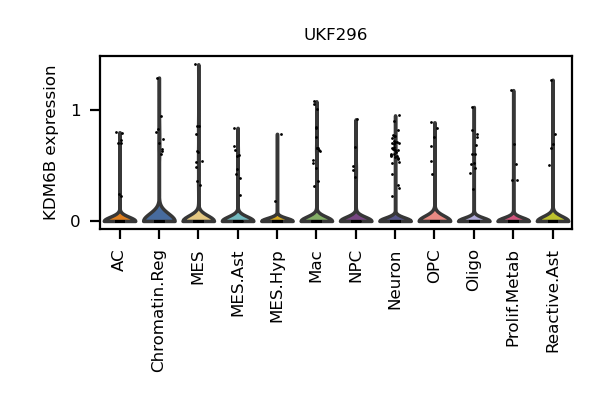 UKF296
KDM6B expression
1
0
AC
Chromatin.Reg
MES
MES.Ast
MES.Hyp
Mac
NPC
Neuron
OPC
Oligo
Prolif.Metab
Reactive.Ast